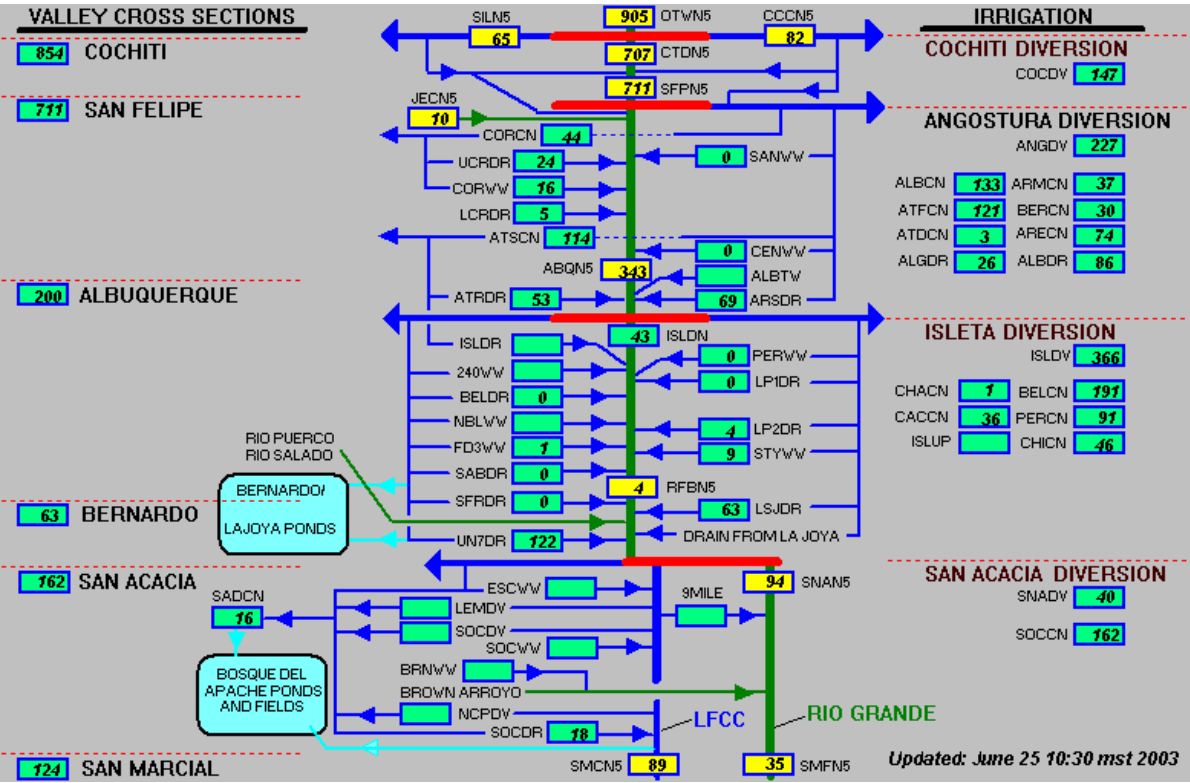 VALLEY CROSS SECTIONS
854 COCHITI
711 SAN FELIPE
200 ALBUQUERQUE
63 BERNARDO
162 SAN ACACIA
124 SAN MARCIAL
SILN5
65
905 OTWN5
CCCN5
82
707 CTDN5
711 SFPN5
JECN5
10
CORCN 44
UCRDR 24
0 SANWW
CORWW 16
LCRDR 5
ATSCN 114
0 CENWW
ABQN5 343
ALBTW
ATRDR 53
69 ARSDR
43 ISLDN
ISLDR
0 PERWW
240WW
0 LP1DR
BELDR 0
NBLWW
4 LP2DR
FD3WW 1
9 STYWW
RIO PUERCO
RIO SALADO
SABDR 0
4 RFBN5
BERNARDO/
LAJOYA PONDS
SFRDR 0
63 LSJDR
UN7DR 122
DRAIN FROM LA JOYA
ESCWW
94 SNAN5
SADCN
16
LEMDV
9MILE
SOCDV
SOCWW
BOSQUE DEL
APACHE PONDS
AND FIELDS
BRNWW
BROWN ARROYO
NCPDV
LFCC
RIO GRANDE
SOCDR 18
SMCN5 89
35 SMFN5
IRRIGATION
COCHITI DIVERSION
COCDV 147
ANGOSTURA DIVERSION
ANGDV 227
ALBCN 133 ARMCN 37
ATFCN 121 BERCN 30
ATDCN 3 ARECN 74
ALGDR 26 ALBDR 86
ISLETA DIVERSION
ISLDV 366
CHACN 1 BELCN 191
CACCN 36 PERCN 91
ISLUP CHICN 46
SAN ACACIA DIVERSION
SNADV 40
SOCCN 162
Updated: June 25 10:30 mst 2003